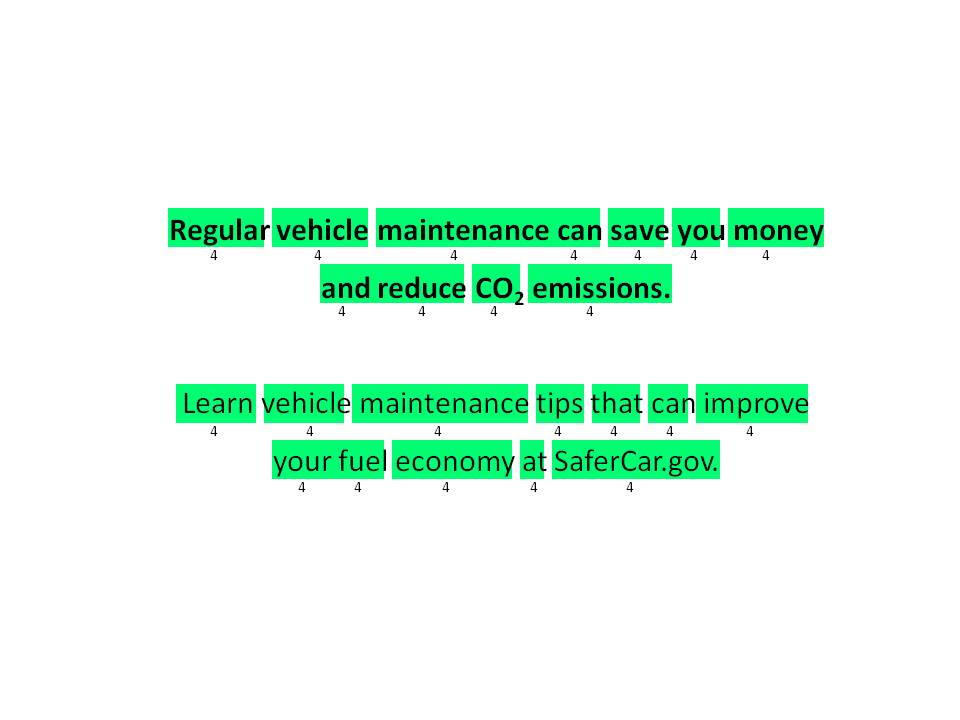 Regular vehicle maintenance can save you money
4 4 4 4 4 4 4
and reduce CO₂ emissions.
4 4 4 4
Learn vehicle maintenance tips that can improve
4 4 4 4 4 4 4
your fuel economy at SaferCar.gov.
4 4 4 4 4